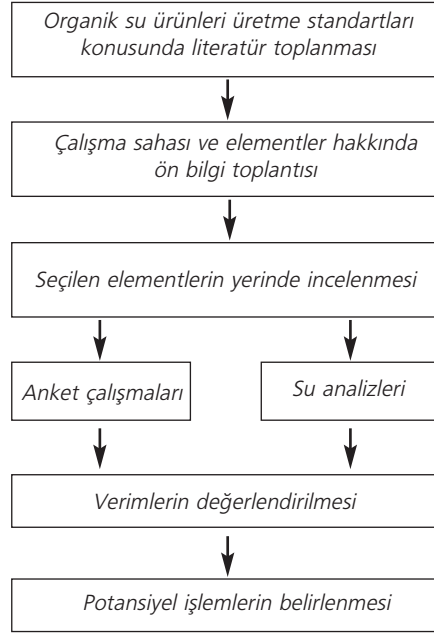 Organik su ürünleri üretme standartları
konusunda literatür toplanması
Çalışma sahası ve elementler hakkında
ön bilgi toplantısı
Seçilen elementlerin yerinde incelenmesi
Anket çalışmaları
Su analizleri
Verimlerin değerlendirilmesi
Potansiyel işlemlerin belirlenmesi